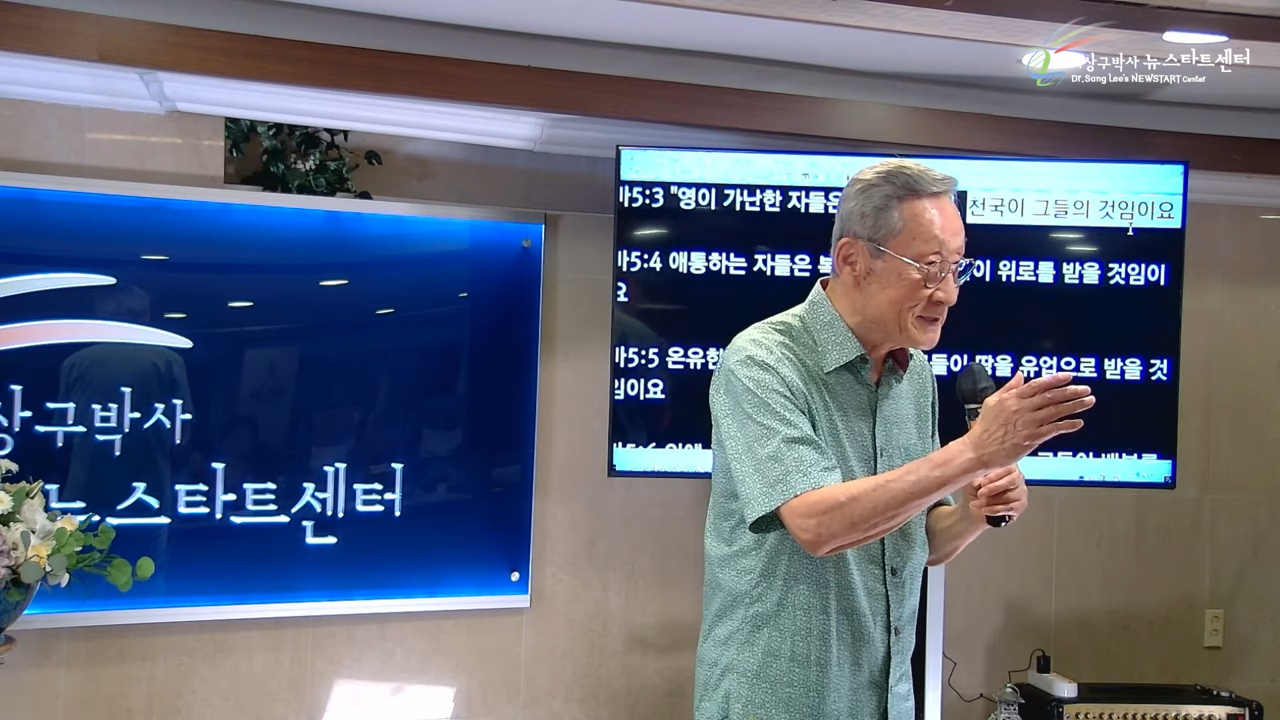 상구박사 뉴스타트센터
Dr. Sang Lee's NEWSTART Center
마5:3 "영이 가난한 자들은 천국이 그들의 것임이요
마5:4 애통하는 자들은 복 이 위로를 받을 것임이
요
마5:5 온유한 들이 땅을 유업으로 받을 것
임이요
상구박사
뉴스타트센터